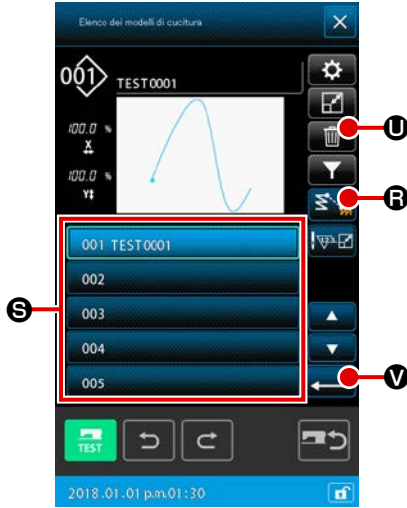 Elenco dei modelli di cucitura
001 TEST0001
100.0 %
X
100.0 %
Y
U
R
001 TEST0001
002
S
003
004
005
V
TEST
2018.01.01 p.m.01:30